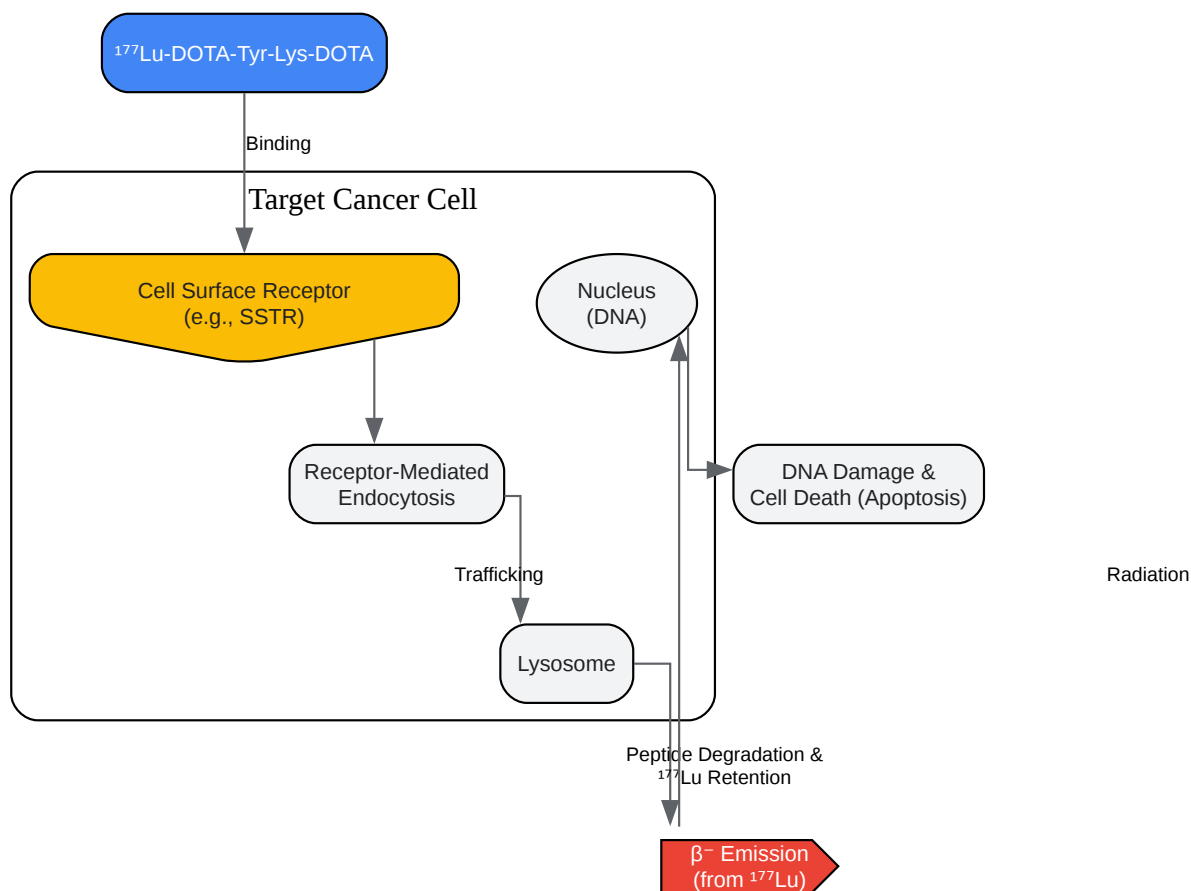 ¹⁷⁷Lu-DOTA-Tyr-Lys-DOTA
Binding
Target Cancer Cell
Cell Surface Receptor
(e.g., SSTR)
Nucleus
(DNA)
Receptor-Mediated
Endocytosis
DNA Damage &
Cell Death (Apoptosis)
Trafficking
Radiation
Lysosome
Peptide Degradation &
¹⁷⁷Lu Retention
β⁻ Emission
(from ¹⁷⁷Lu)